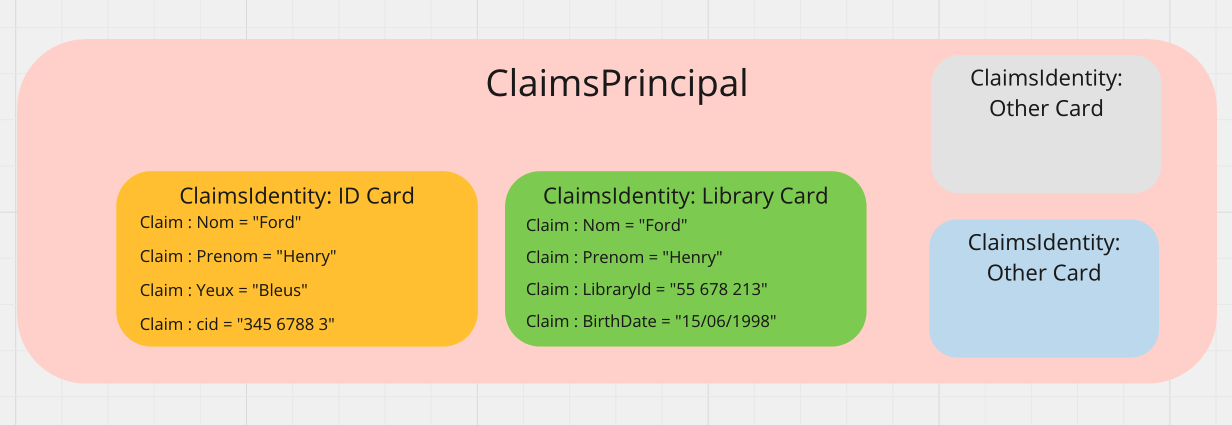 ClaimsPrincipal
ClaimsIdentity: ID Card
Claim : Nom = "Ford"
Claim : Prenom = "Henry"
Claim : Yeux = "Bleus"
Claim : cid = "345 6788 3"
ClaimsIdentity: Library Card
Claim : Nom = "Ford"
Claim : Prenom = "Henry"
Claim : LibraryId = "55 678 213"
Claim : BirthDate = "15/06/1998"
ClaimsIdentity:
Other Card
ClaimsIdentity:
Other Card